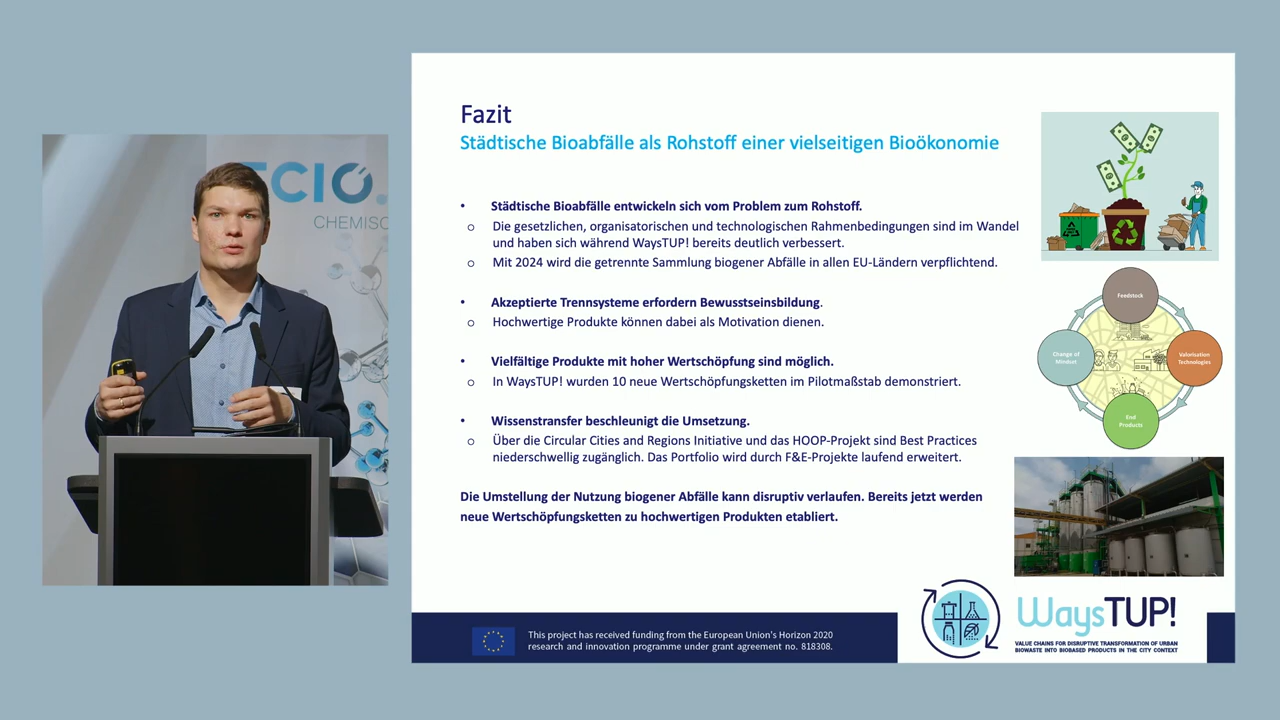 ECIO.
CHEMISC
Fazit
Städtische Bioabfälle als Rohstoff einer vielseitigen Bioökonomie
• Städtische Bioabfälle entwickeln sich vom Problem zum Rohstoff.
o Die gesetzlichen, organisatorischen und technologischen Rahmenbedingungen sind im Wandel
und haben sich während WaysTUP! bereits deutlich verbessert.
o Mit 2024 wird die getrennte Sammlung biogener Abfälle in allen EU-Ländern verpflichtend.
• Akzeptierte Trennsysteme erfordern Bewusstseinsbildung.
o Hochwertige Produkte können dabei als Motivation dienen.
• Vielfältige Produkte mit hoher Wertschöpfung sind möglich.
o In WaysTUP! wurden 10 neue Wertschöpfungsketten im Pilotmaßstab demonstriert.
• Wissenstransfer beschleunigt die Umsetzung.
o Über die Circular Cities and Regions Initiative und das HOOP-Projekt sind Best Practices
niederschwellig zugänglich. Das Portfolio wird durch F&E-Projekte laufend erweitert.
Die Umstellung der Nutzung biogener Abfälle kann disruptiv verlaufen. Bereits jetzt werden
neue Wertschöpfungsketten zu hochwertigen Produkten etabliert.
Feedstock
Change of
Mindset
Valorisation
Technologies
End
Products
This project has received funding from the European Union's Horizon 2020
research and innovation programme under grant agreement no. 818308.
WaysTUP!
VALUE CHAINS FOR DISRUPTIVE TRANSFORMATION OF URBAN
BIOWASTE INTO BIOBASED PRODUCTS IN THE CITY CONTEXT